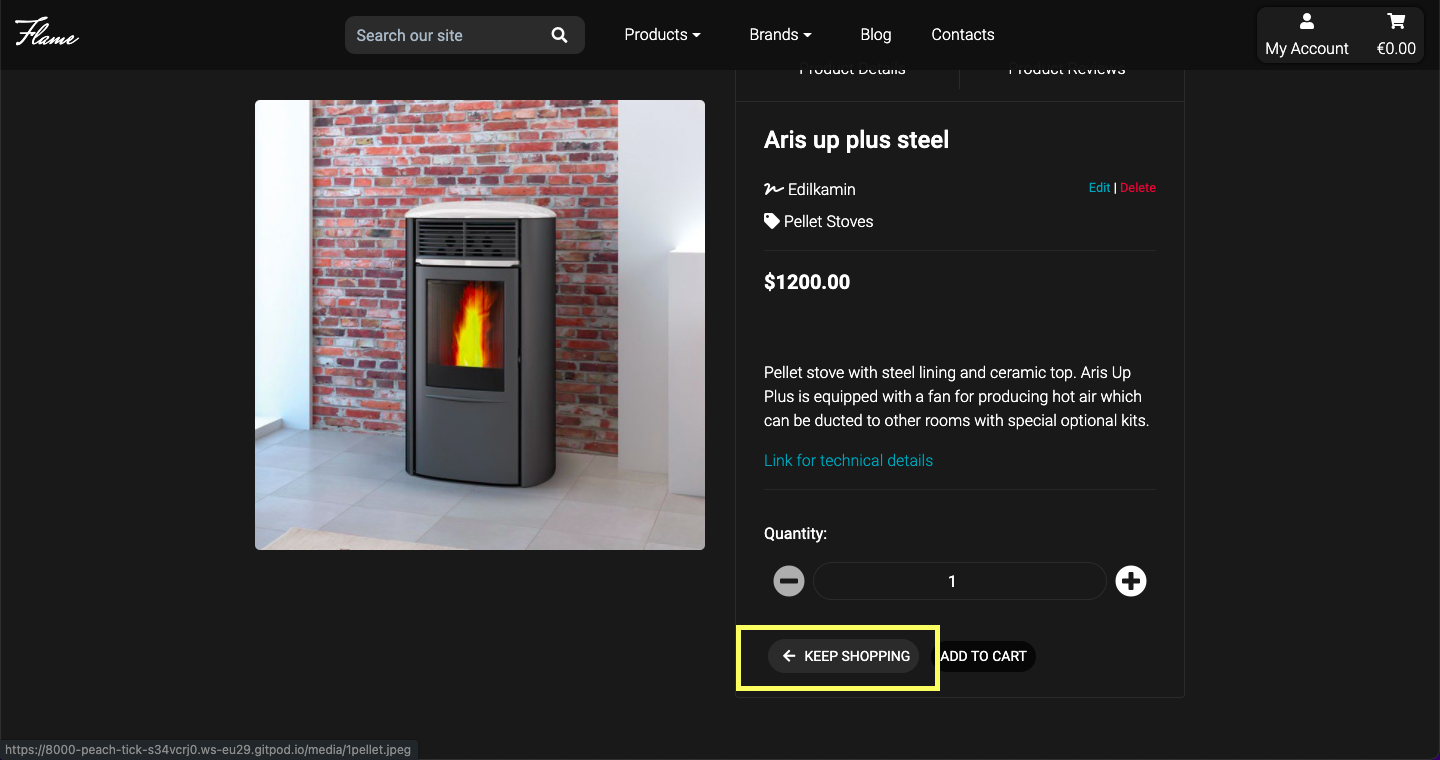 Flame
Search our site
Products
Brands
Blog
Contacts
My Account
€0.00
Product Details
Product Reviews
Aris up plus steel
Edilkamin
Edit | Delete
Pellet Stoves
$1200.00
Pellet stove with steel lining and ceramic top. Aris Up
Plus is equipped with a fan for producing hot air which
can be ducted to other rooms with special optional kits.
Link for technical details
Quantity:
1
KEEP SHOPPING
ADD TO CART
https://8000-peach-tick-s34vcrj0.ws-eu29.gitpod.io/media/1pellet.jpeg